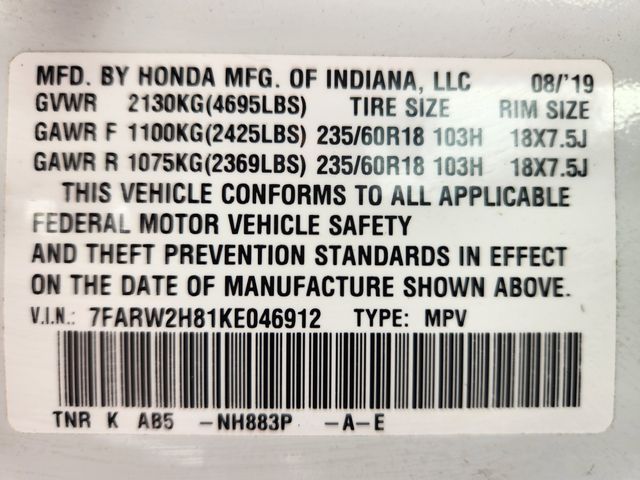 MFD. BY HONDA MFG. OF INDIANA, LLC 08/'19
GVWR 2130KG(4695LBS) TIRE SIZE RIM SIZE
GAWR F 1100KG(2425LBS) 235/60R18 103H 18X7.5J
GAWR R 1075KG(2369LBS) 235/60R18 103H 18X7.5J
THIS VEHICLE CONFORMS TO ALL APPLICABLE
FEDERAL MOTOR VEHICLE SAFETY
AND THEFT PREVENTION STANDARDS IN EFFECT
ON THE DATE OF MANUFACTURE SHOWN ABOVE.
V.I.N.: 7FARW2H81KE046912 TYPE: MPV
TNR K AB5 -NH883P -A-E